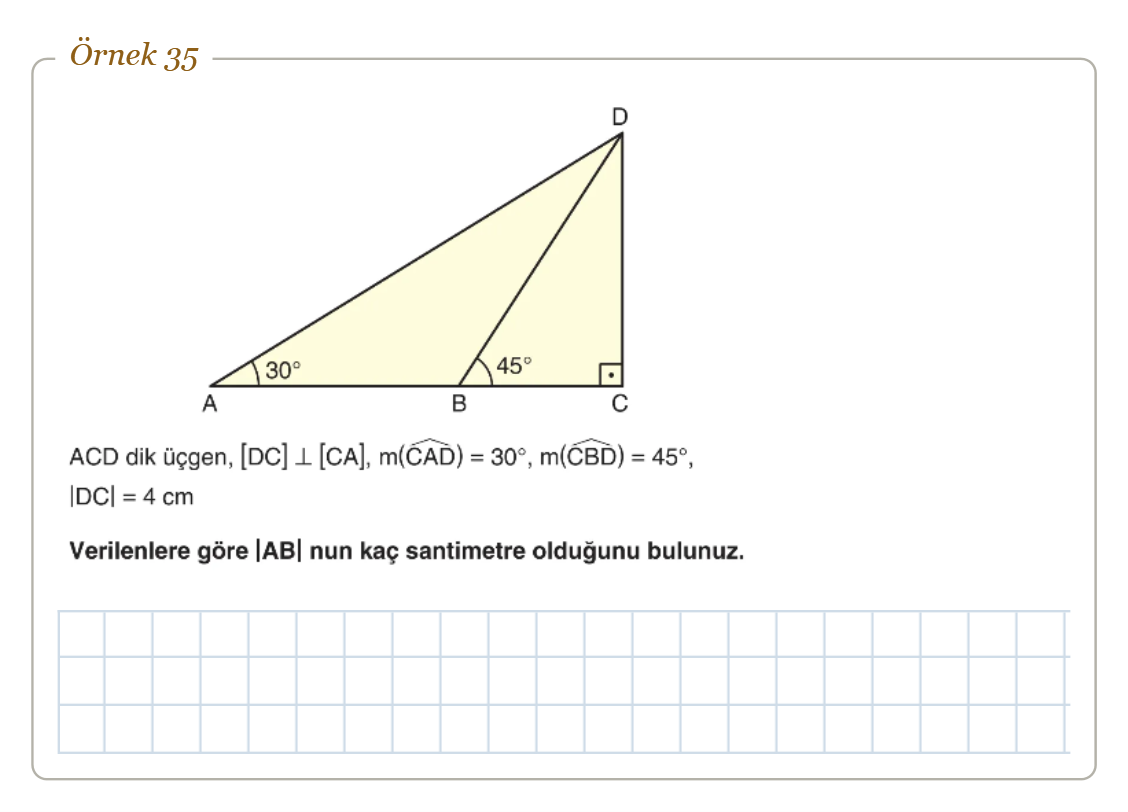 Örnek 35
D
30°
45°
A
B
C
ACD dik üçgen, [DC] ⊥ [CA], m(CAD) = 30°, m(CBD) = 45°,
|DC| = 4 cm
Verilenlere göre |AB| nun kaç santimetre olduğunu bulunuz.